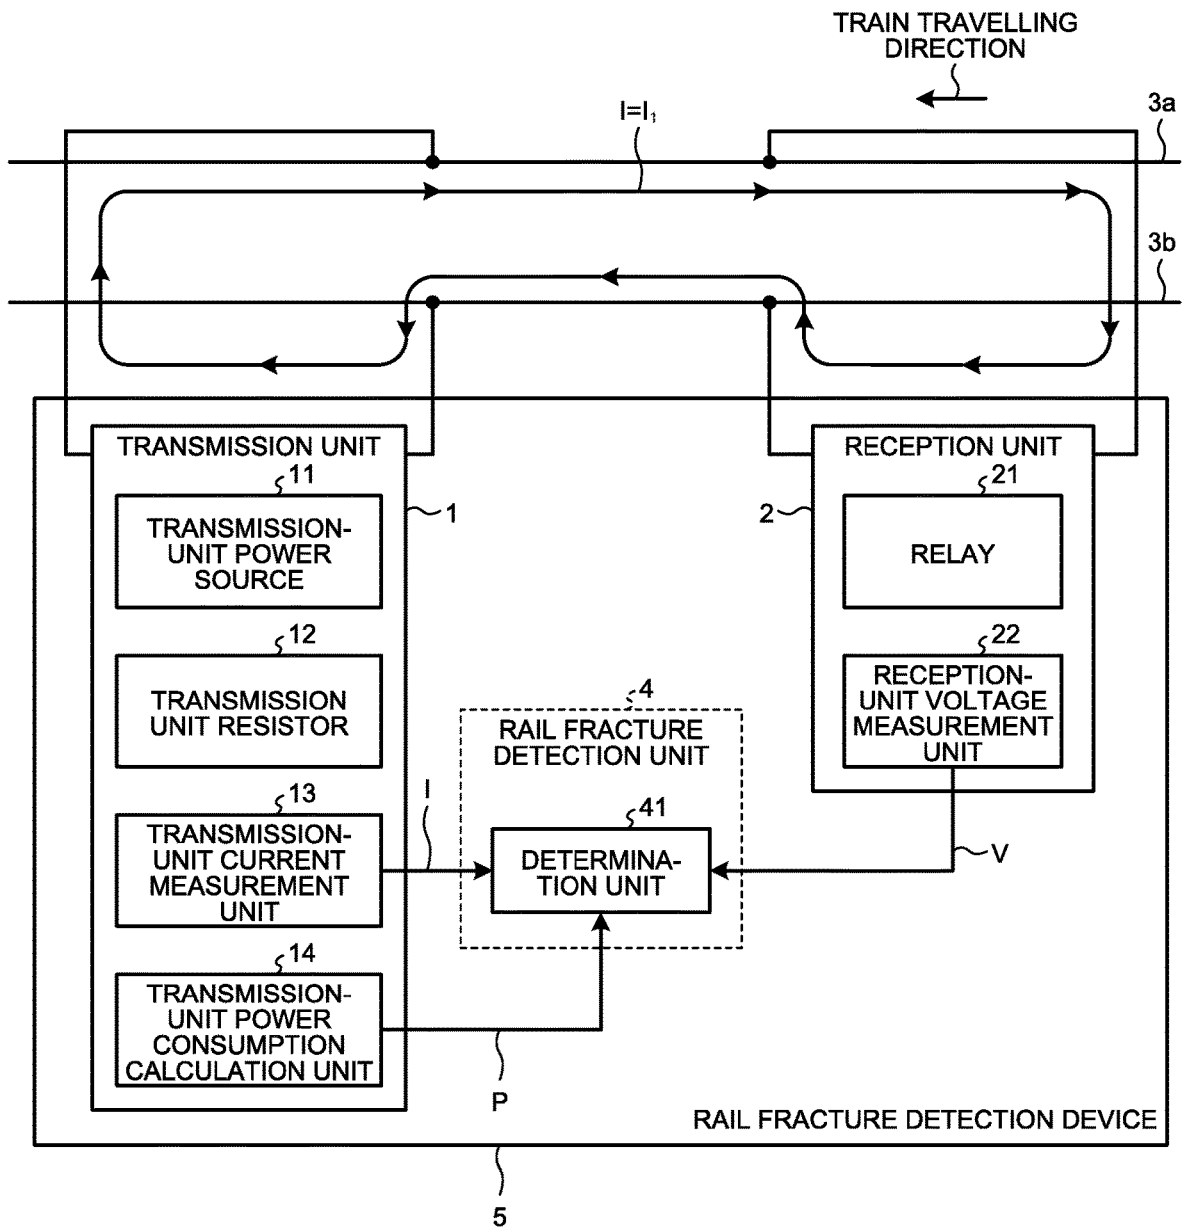 TRAIN TRAVELLING
DIRECTION
I=I₁
3a
3b
TRANSMISSION UNIT
11
TRANSMISSION-
UNIT POWER
SOURCE
1
12
TRANSMISSION
UNIT RESISTOR
13
TRANSMISSION-
UNIT CURRENT
MEASUREMENT
UNIT
I
14
TRANSMISSION-
UNIT POWER
CONSUMPTION
CALCULATION UNIT
P
4
RAIL FRACTURE
DETECTION UNIT
41
DETERMINA-
TION UNIT
RECEPTION UNIT
21
2
RELAY
22
RECEPTION-
UNIT VOLTAGE
MEASUREMENT
UNIT
V
RAIL FRACTURE DETECTION DEVICE
5